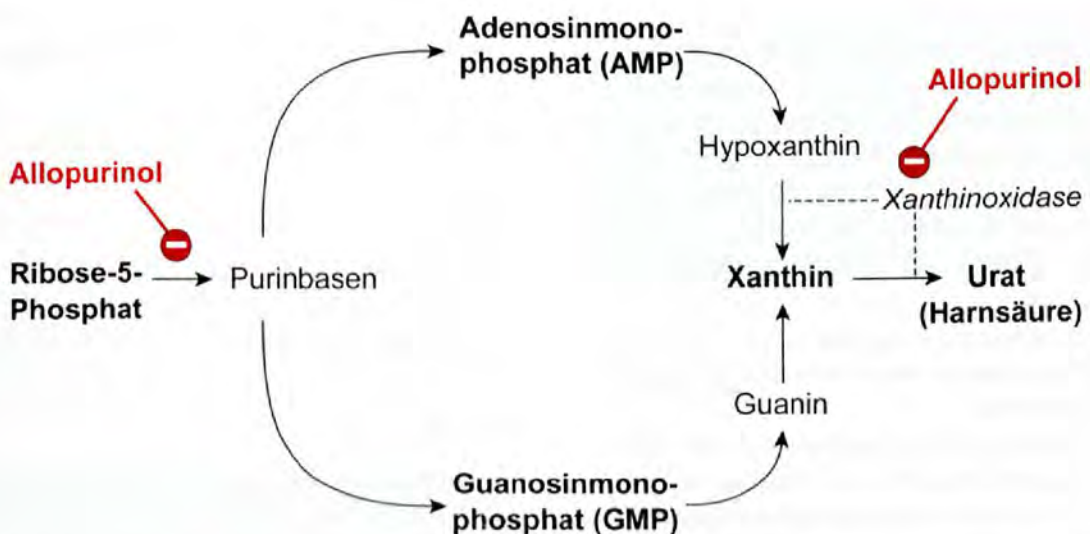 Adenosinmono-
phosphat (AMP)
Allopurinol
Hypoxanthin
Allopurinol
Xanthinoxidase
Ribose-5-
Phosphat
Purinbasen
Xanthin
Urat
(Harnsäure)
Guanin
Guanosinmono-
phosphat (GMP)